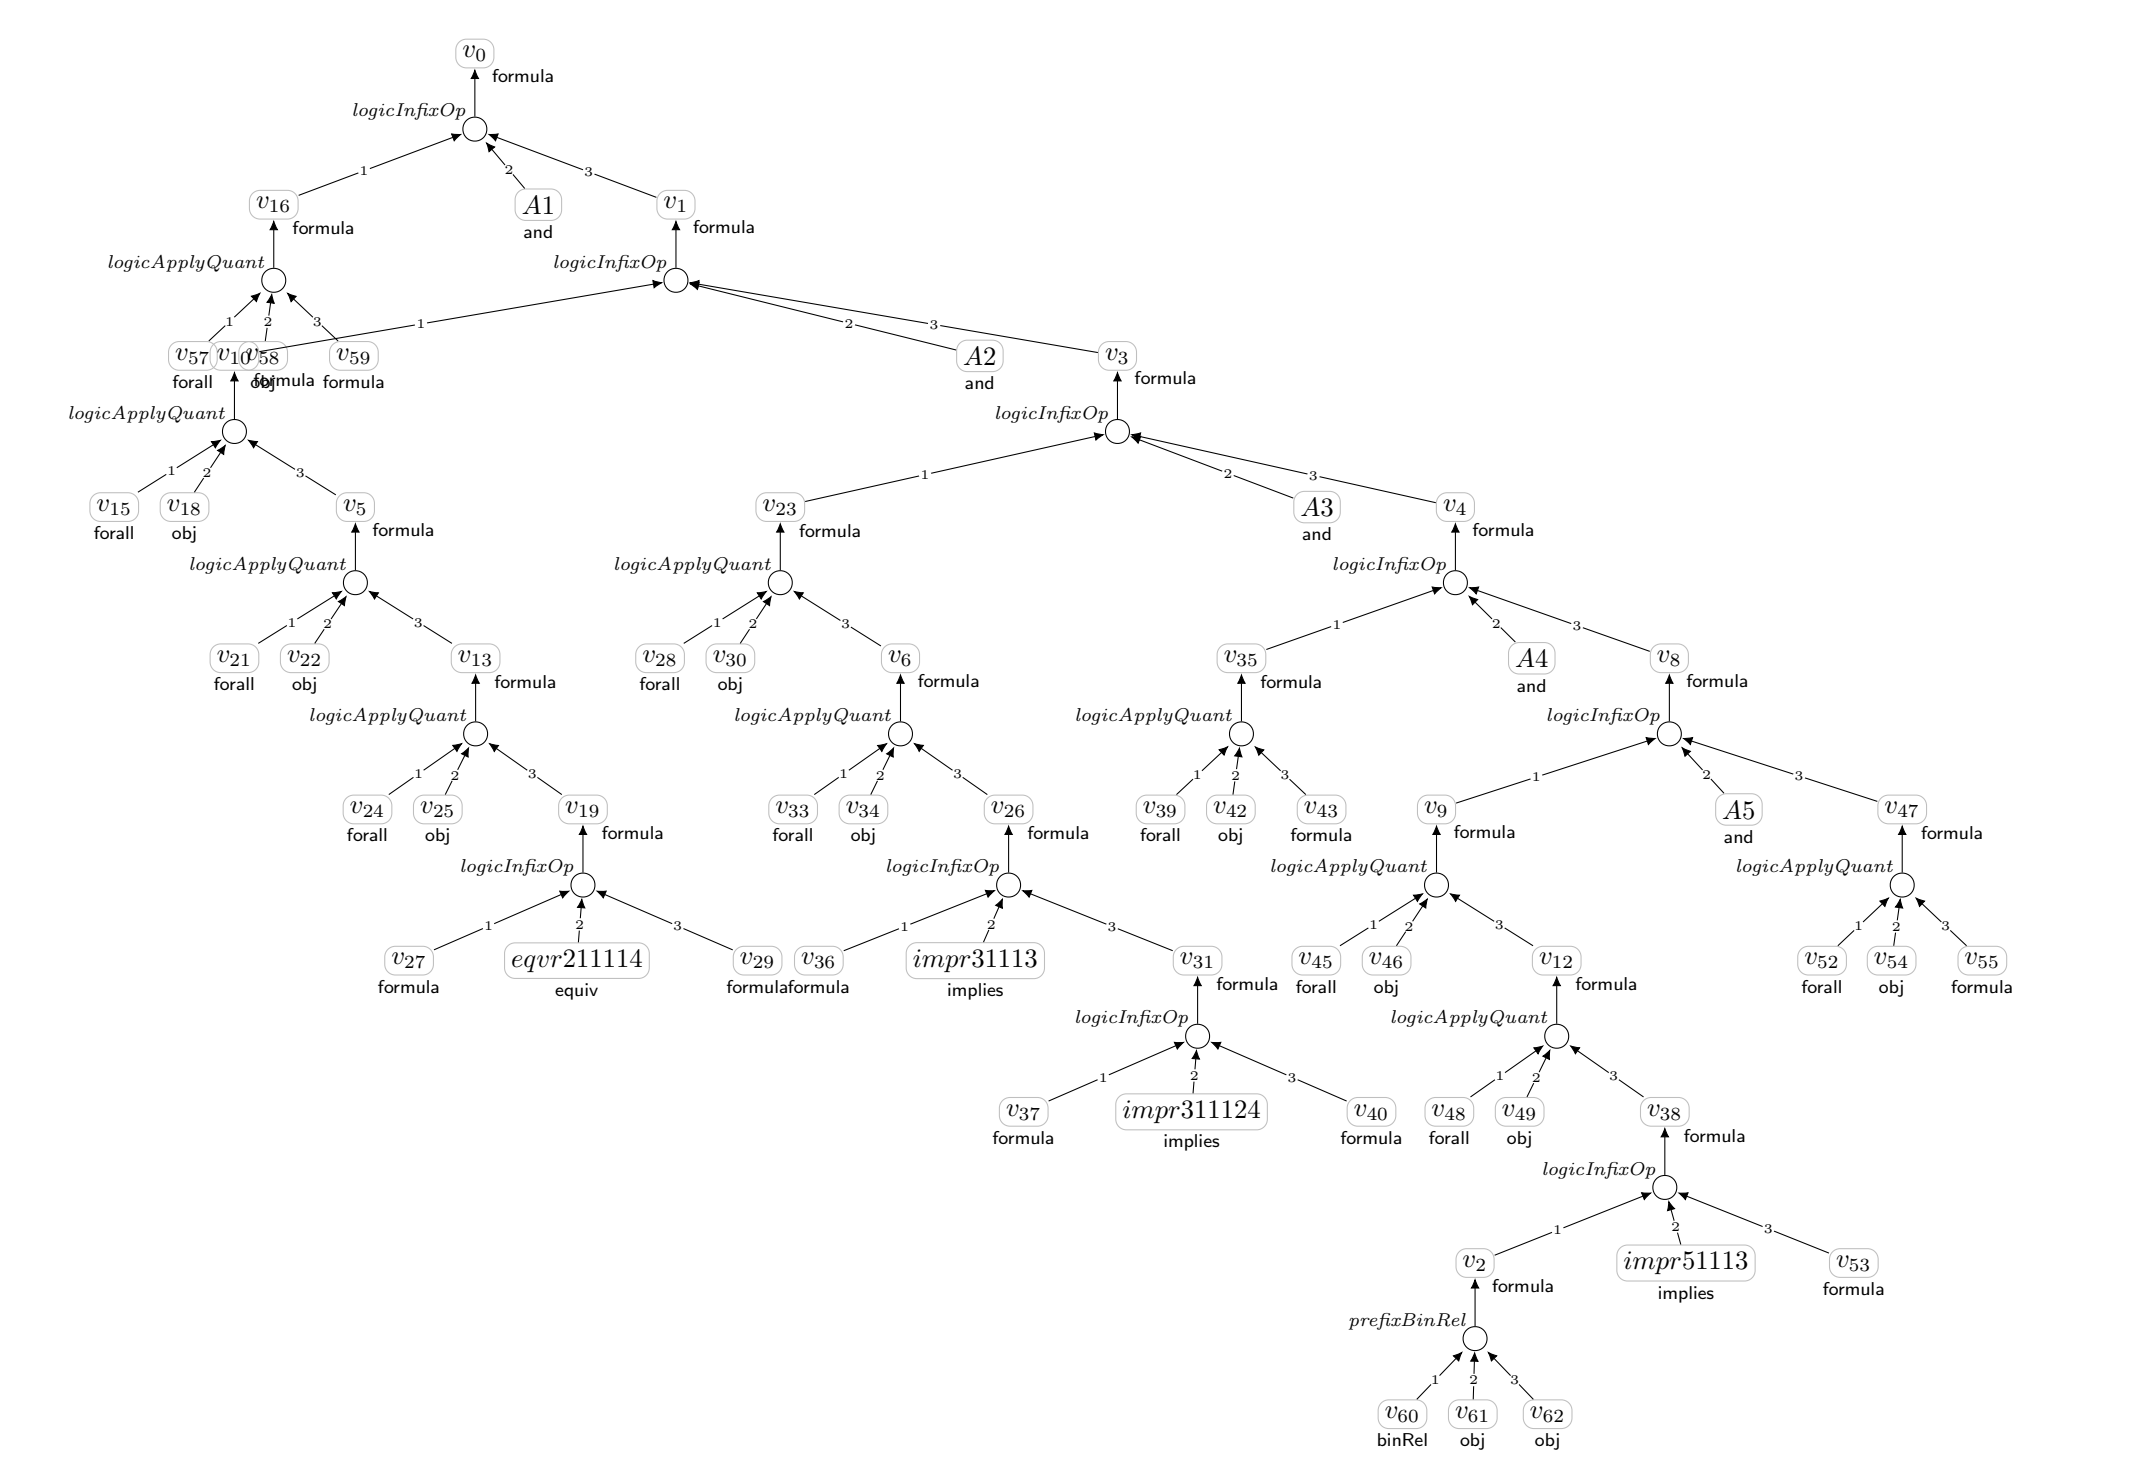 v0
formula
logicInfixOp
1 2 3
v16 A1 v1
formula and formula
logicApplyQuant logicInfixOp
1 2 3 1 2 3
v57 v10 v58 v59 A2 v3
forall obj formula formula and formula
logicApplyQuant logicInfixOp
1 2 3 1 2 3
v15 v18 v5 v23 A3 v4
forall obj formula formula and formula
logicApplyQuant logicApplyQuant logicInfixOp
1 2 3 1 2 3 1 2 3
v21 v22 v13 v28 v30 v6 v35 A4 v8
forall obj formula forall obj formula formula and formula
logicApplyQuant logicApplyQuant logicApplyQuant logicInfixOp
1 2 3 1 2 3 1 2 3 1 2 3
v24 v25 v19 v33 v34 v26 v39 v42 v43 v9 A5 v47
forall obj formula forall obj formula forall obj formula formula and formula
logicInfixOp logicInfixOp logicApplyQuant logicApplyQuant
1 2 3 1 2 3 1 2 3 1 2 3
v27 eqvr211114 v29 v36 impr31113 v31 v45 v46 v12 v52 v54 v55
formula equiv formula formula implies formula forall obj formula forall obj formula
logicInfixOp logicApplyQuant
1 2 3 1 2 3
v37 impr311124 v40 v48 v49 v38
formula implies formula forall obj formula
logicInfixOp
1 2 3
v2 impr51113 v53
formula implies formula
prefixBinRel
1 2 3
v60 v61 v62
binRel obj obj